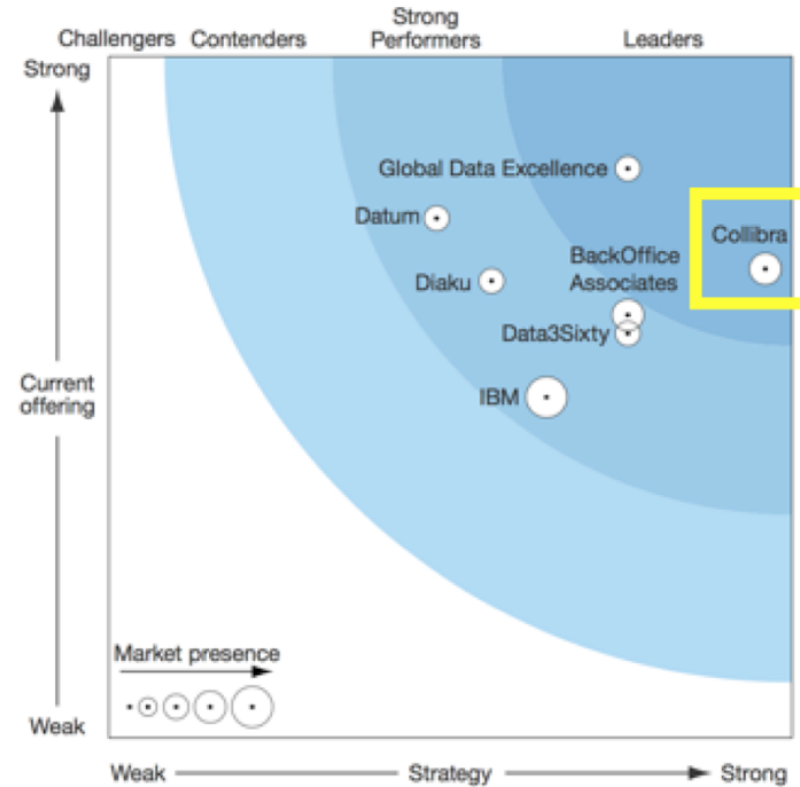 Challengers
Contenders
Strong
Performers
Leaders
Strong
Global Data Excellence
Datum
Collibra
BackOffice
Associates
Diaku
Data3Sixty
Current
offering
IBM
Market presence
Weak
Weak
Strategy
Strong